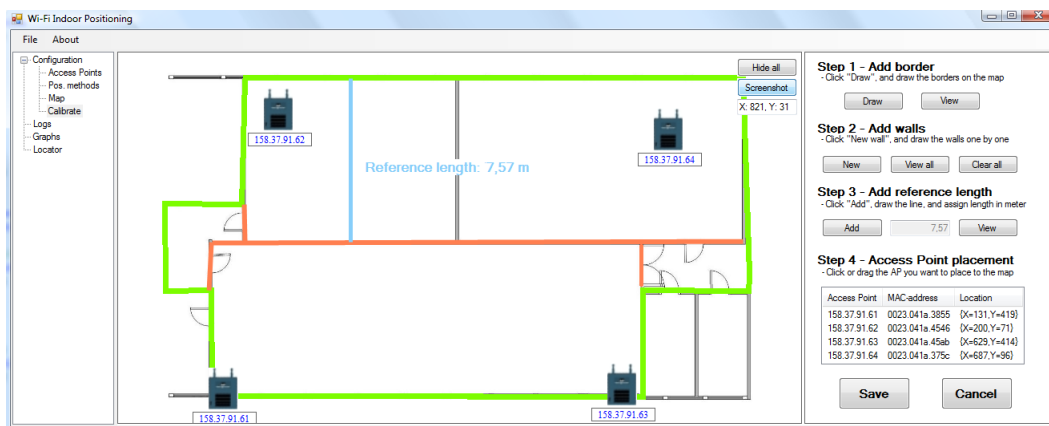 Wi-Fi Indoor Positioning
File About
Configuration
Access Points
Pos. methods
Map
Calibrate
Logs
Graphs
Locator
Hide all
Screenshot
X: 821, Y: 31
158.37.91.62
158.37.91.64
Reference length: 7,57 m
158.37.91.61
158.37.91.63
Step 1 - Add border
- Click "Draw", and draw the borders on the map
Draw View
Step 2 - Add walls
- Click "New wall", and draw the walls one by one
New View all Clear all
Step 3 - Add reference length
- Click "Add", draw the line, and assign length in meter
Add 7,57 View
Step 4 - Access Point placement
- Click or drag the AP you want to place to the map
Access Point MAC-address Location
158.37.91.61 0023.041a.3855 {X=131,Y=419}
158.37.91.62 0023.041a.4546 {X=200,Y=71}
158.37.91.63 0023.041a.45ab {X=629,Y=414}
158.37.91.64 0023.041a.375c {X=687,Y=96}
Save Cancel